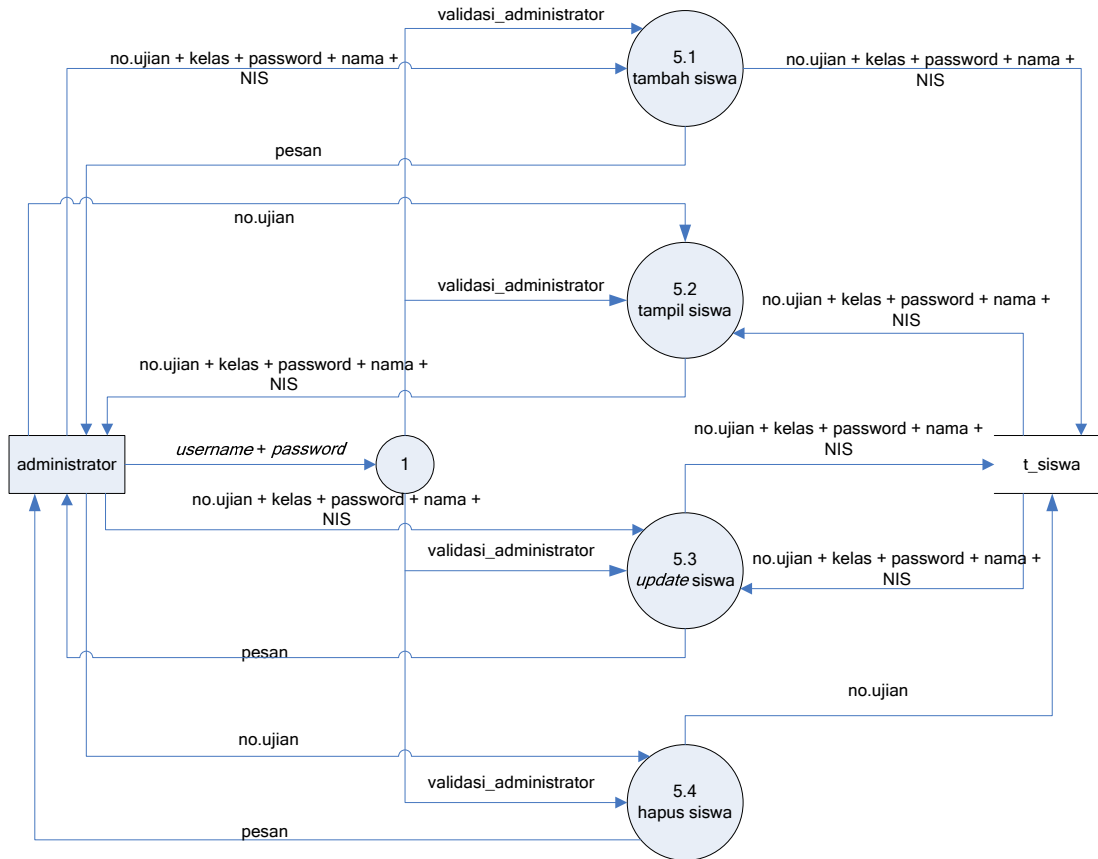 validasi_administrator
no.ujian + kelas + password + nama +
NIS
5.1
tambah siswa
no.ujian + kelas + password + nama +
NIS
pesan
no.ujian
validasi_administrator
5.2
tampil siswa
no.ujian + kelas + password + nama +
NIS
no.ujian + kelas + password + nama +
NIS
administrator
username + password
1
no.ujian + kelas + password + nama +
NIS
t_siswa
no.ujian + kelas + password + nama +
NIS
validasi_administrator
5.3
update siswa
no.ujian + kelas + password + nama +
NIS
pesan
no.ujian
no.ujian
validasi_administrator
5.4
hapus siswa
pesan